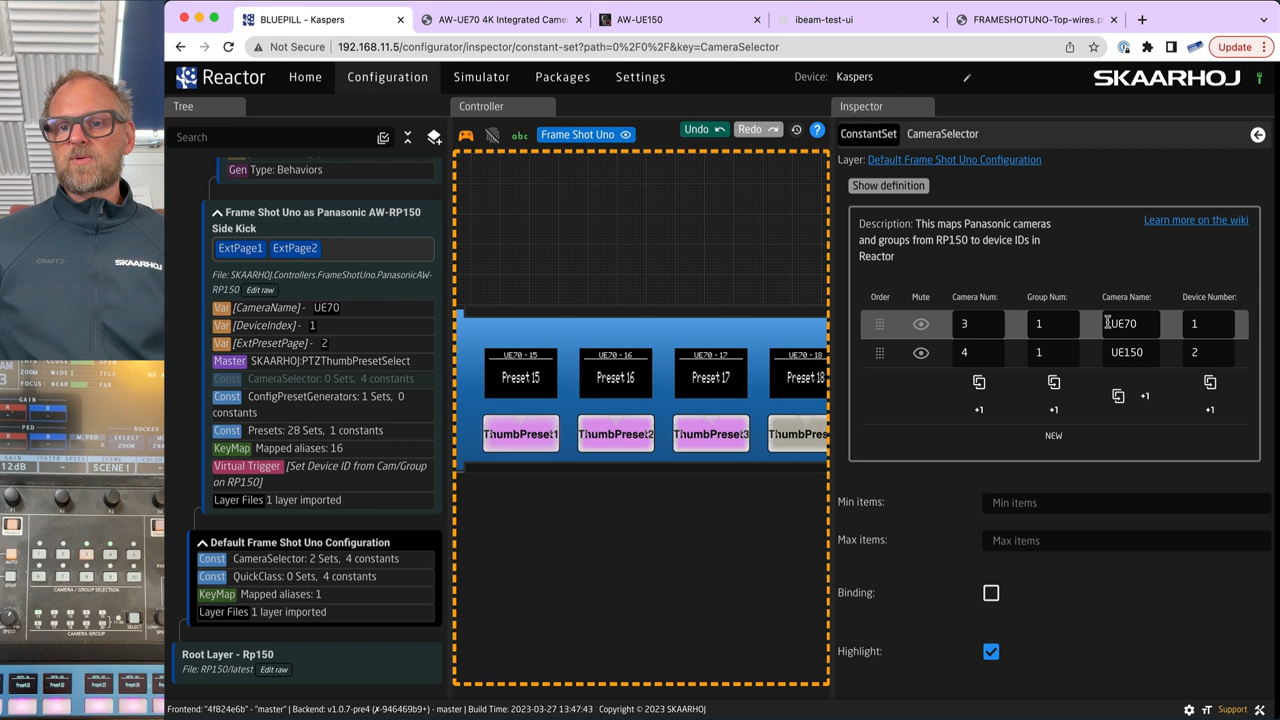 BLUEPILL - Kaspers
AW-UE70 4K Integrated Came
AW-UE150
ibeam-test-ui
FRAMESHOTUNO-Top-wires.p
Not Secure
192.168.11.5/configurator/inspector/constant-set?path=0%2F0%2F&key=CameraSelector
Update
Reactor
Home
Configuration
Simulator
Packages
Settings
Device:
Kaspers
SKAARHOJ
Tree
Controller
Inspector
Search
abc
Frame Shot Uno
Undo
Redo
?
ConstantSet
CameraSelector
Layer: Default Frame Shot Uno Configuration
Show definition
Gen Type: Behaviors
Frame Shot Uno as Panasonic AW-RP150
Side Kick
ExtPage1 ExtPage2
File: SKAARHOJ.Controllers.FrameShotUno.PanasonicAW-
RP150 Edit raw
Var [CameraName] - UE70
Var [DeviceIndex] - 1
Var [ExtPresetPage] - 2
Master SKAARHOJ:PTZThumbPresetSelect
Const CameraSelector: 0 Sets, 4 constants
Const ConfigPresetGenerators: 1 Sets, 0
constants
Const Presets: 28 Sets, 1 constants
KeyMap Mapped aliases: 16
Virtual Trigger [Set Device ID from Cam/Group
on RP150]
Layer Files 1 layer imported
Default Frame Shot Uno Configuration
Const CameraSelector: 2 Sets, 4 constants
Const QuickClass: 0 Sets, 4 constants
KeyMap Mapped aliases: 1
Layer Files 1 layer imported
Root Layer - Rp150
File: RP150/latest Edit raw
UE70 - 15
Preset 15
UE70 - 16
Preset 16
UE70 - 17
Preset 17
UE70 - 18
Preset 18
ThumbPreset1
ThumbPreset2
ThumbPreset3
ThumbPres
Description: This maps Panasonic cameras
and groups from RP150 to device IDs in
Reactor
Learn more on the wiki
Order
Mute
Camera Num:
Group Num:
Camera Name:
Device Number:
3
1
UE70
1
4
1
UE150
2
+1
+1
+1
+1
NEW
Min items:
Min items
Max items:
Max items
Binding:
Highlight:
CRAFT
SKAARHOJ
12dB
SCENE1
CAMERA / GROUP SELECTION
CAMERA GROUP
Frontend: "4f824e6b" - "master" | Backend: v1.0.7-pre4 (✗-946469b9+) - master | Build Time: 2023-03-27 13:47:43 Copyright © 2023 SKAARHOJ
Support